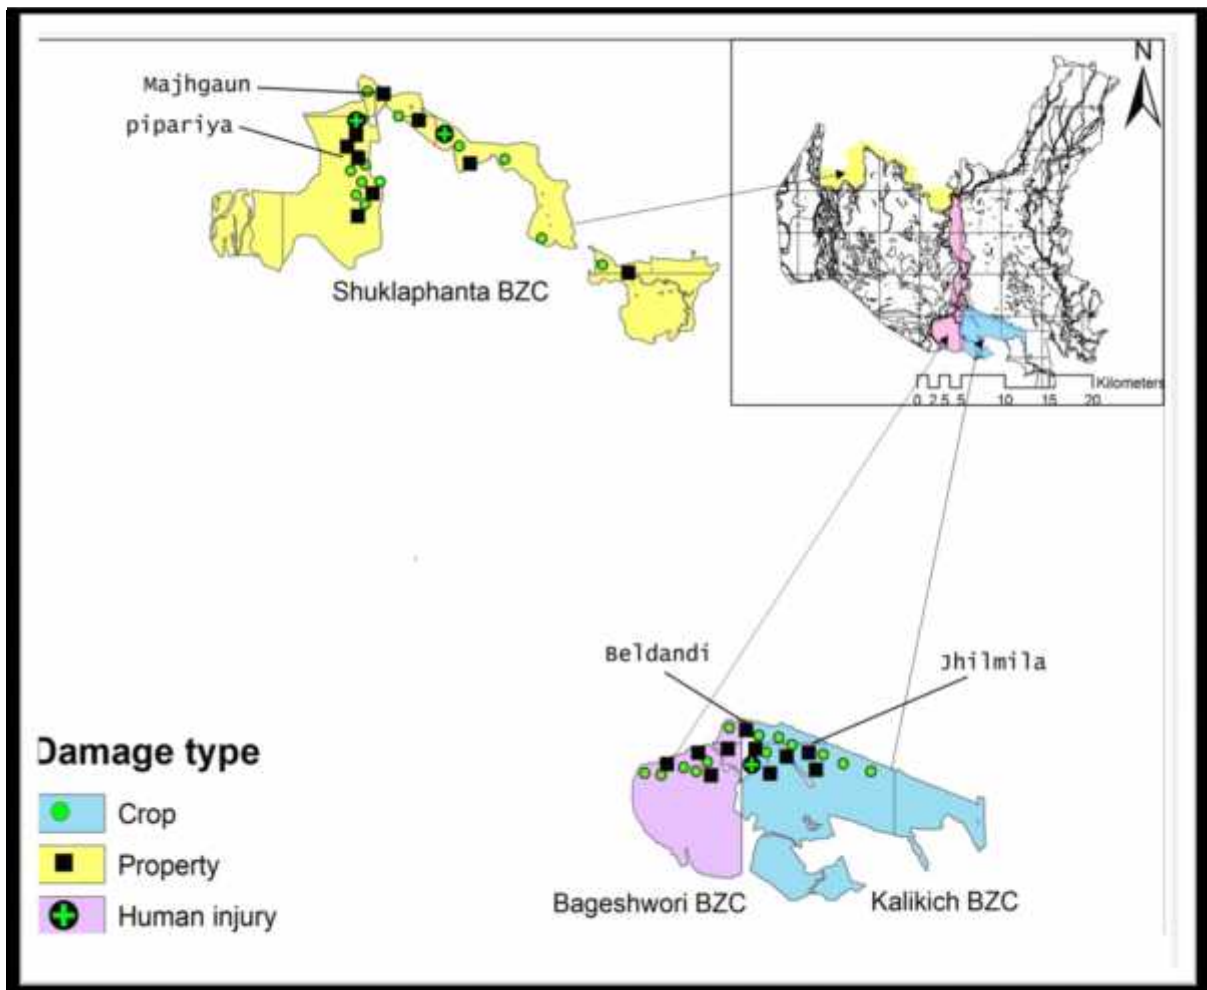 Majhgaun
pipariya
Shuklaphanta BZC
N
Kilometers
0 2.5 5 10 15 20
Beldandi
Jhilmila
Damage type
Crop
Property
Human injury
Bageshwori BZC
Kalikich BZC